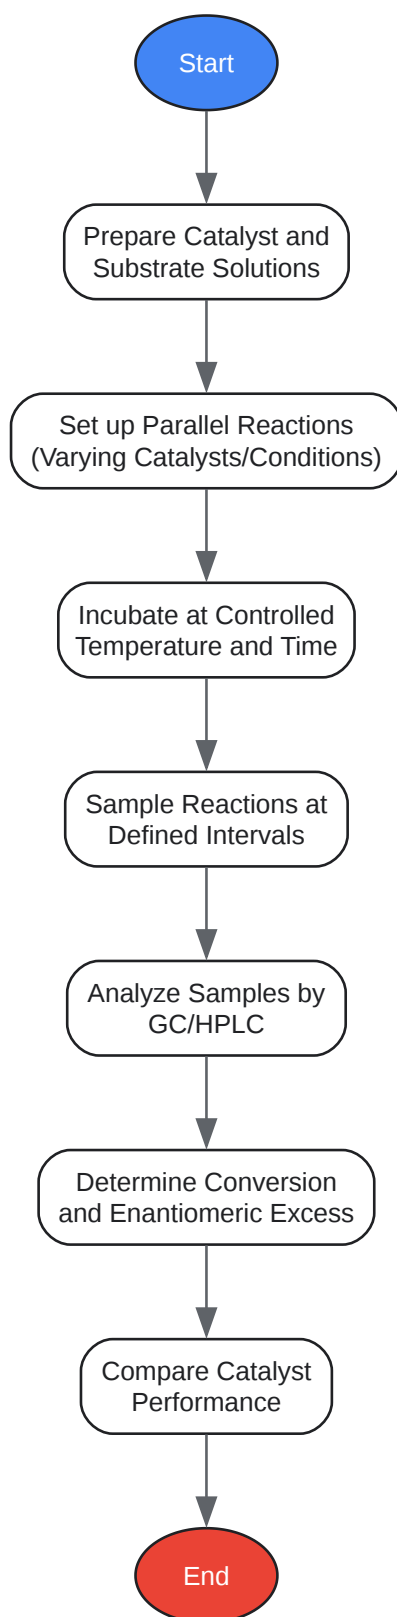 Start
Prepare Catalyst and
Substrate Solutions
Set up Parallel Reactions
(Varying Catalysts/Conditions)
Incubate at Controlled
Temperature and Time
Sample Reactions at
Defined Intervals
Analyze Samples by
GC/HPLC
Determine Conversion
and Enantiomeric Excess
Compare Catalyst
Performance
End